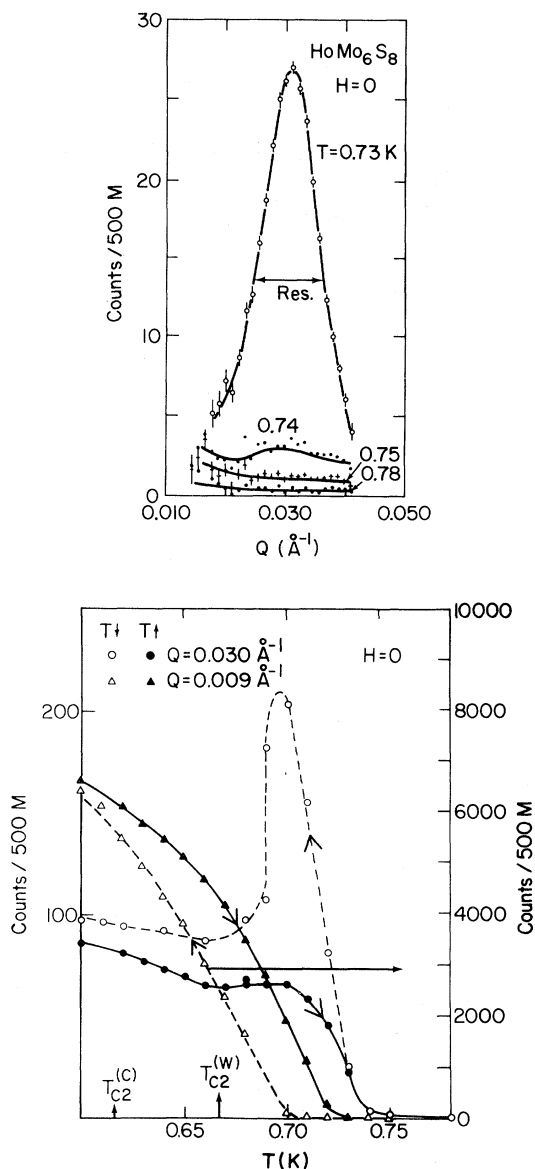 30
HoMo6S8
H=0
T=0.73 K
20
Counts / 500 M
Res.
10
0.74
0.75
0.78
0
0.010 0.030 0.050
Q (Å⁻¹)
10000
T↓ T↑
○ ● Q=0.030 Å⁻¹ H=0
△ ▲ Q=0.009 Å⁻¹
200 8000
6000
Counts / 500 M
Counts / 500 M
100 4000
2000
T_C2^(C) T_C2^(W)
0
0.65 0.70 0.75
T(K)